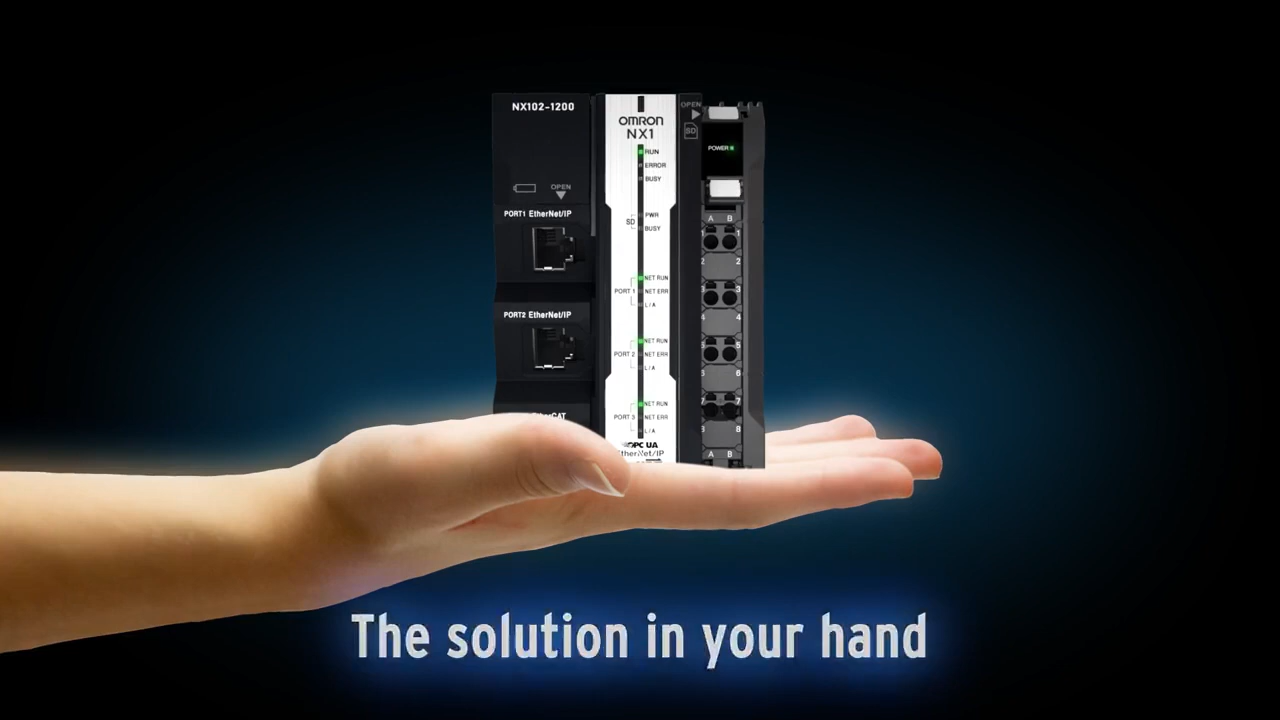 NX102-1200
OPEN
PORT1 EtherNet/IP
PORT2 EtherNet/IP
EtherCAT
OMRON
NX1
RUN
ERROR
BUSY
SD
PWR
BUSY
PORT 1
NET RUN
NET ERR
L/A
PORT 2
NET RUN
NET ERR
L/A
PORT 3
NET RUN
NET ERR
L/A
OPC UA
EtherNet/IP
OPEN
SD
POWER
A B
1 1
2 2
3 3
4 4
5 5
6
7 7
8
A B
The solution in your hand